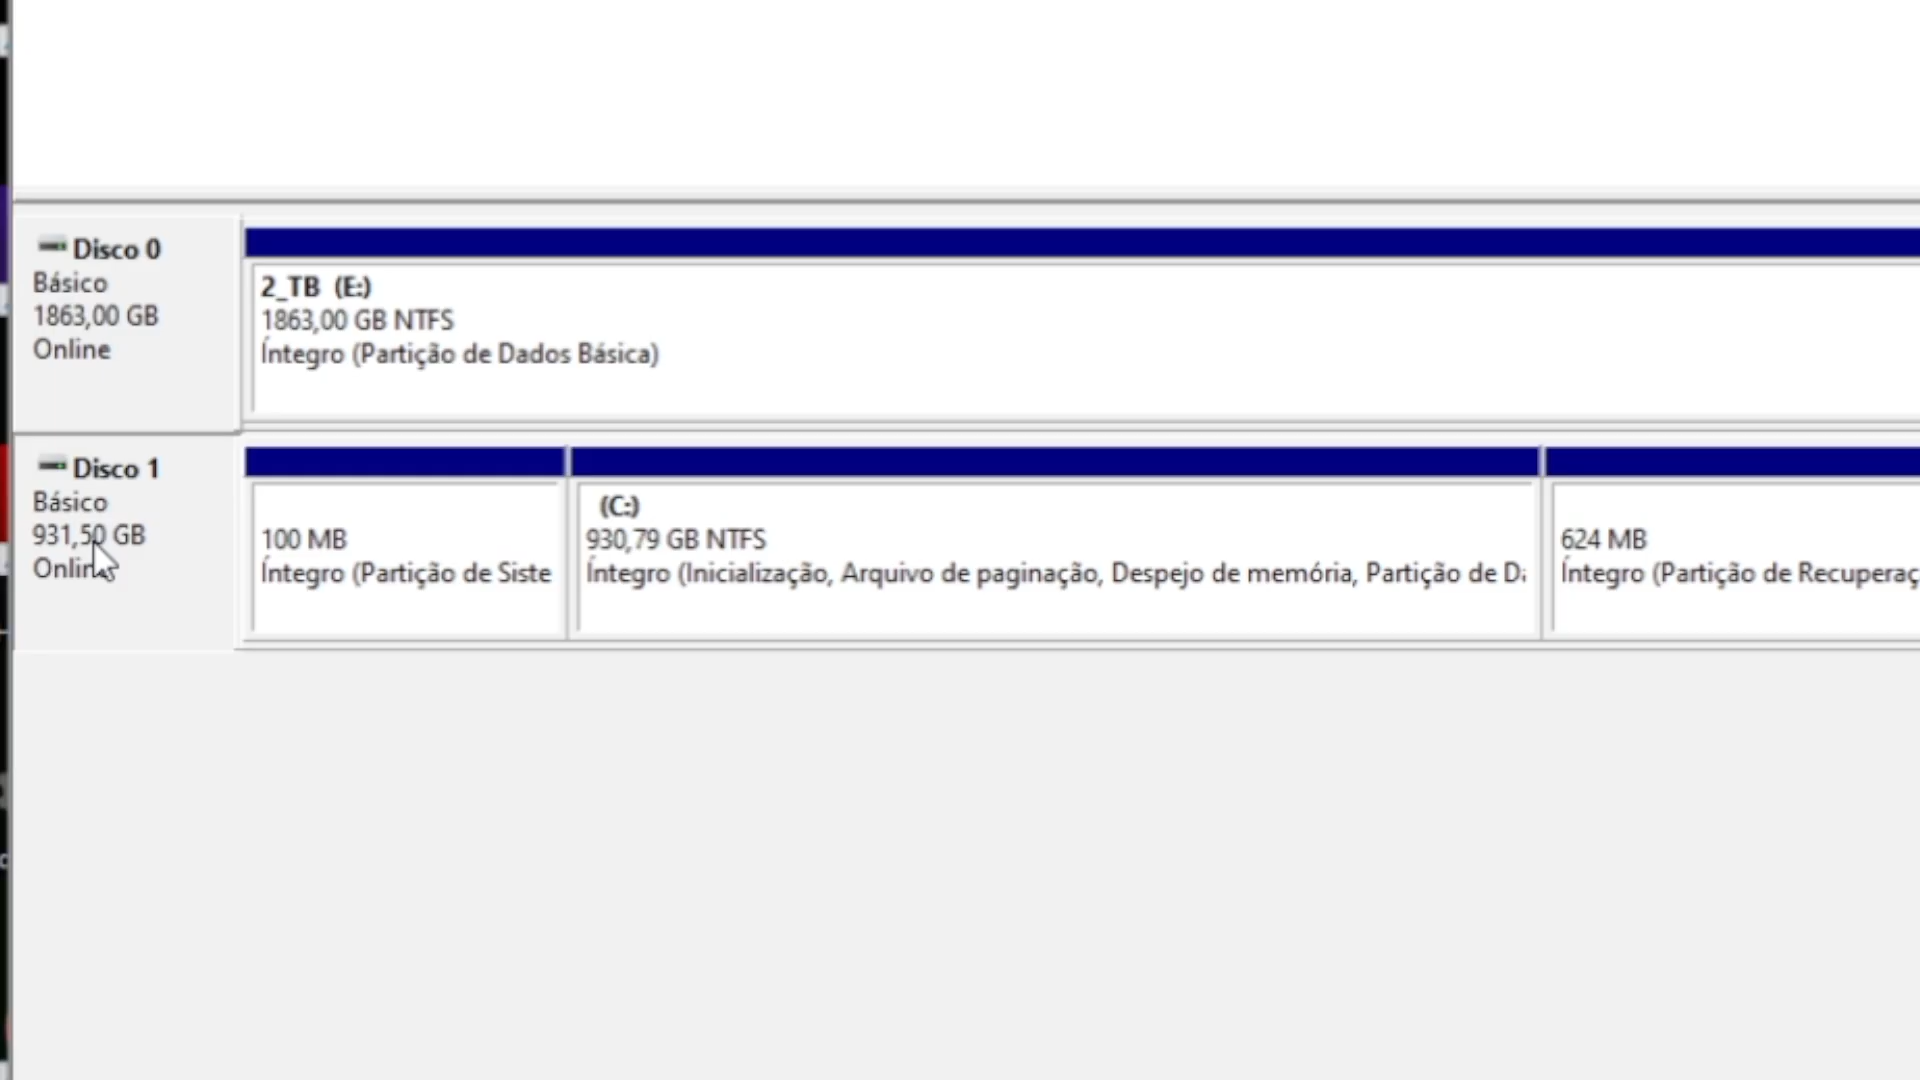 Disco 0
Básico
1863,00 GB
Online
2_TB (E:)
1863,00 GB NTFS
Íntegro (Partição de Dados Básica)
Disco 1
Básico
931,50 GB
Online
100 MB
Íntegro (Partição de Siste
(C:)
930,79 GB NTFS
Íntegro (Inicialização, Arquivo de paginação, Despejo de memória, Partição de Da
624 MB
Íntegro (Partição de Recuperaç